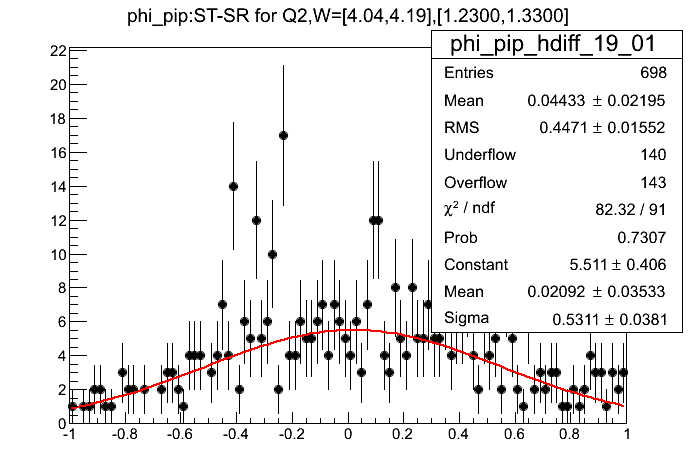 phi_pip:ST-SR for Q2,W=[4.04,4.19],[1.2300,1.3300]
phi_pip_hdiff_19_01
Entries 698
Mean 0.04433 ± 0.02195
RMS 0.4471 ± 0.01552
Underflow 140
Overflow 143
χ² / ndf 82.32 / 91
Prob 0.7307
Constant 5.511 ± 0.406
Mean 0.02092 ± 0.03533
Sigma 0.5311 ± 0.0381
22
20
18
16
14
12
10
8
6
4
2
0
-1 -0.8 -0.6 -0.4 -0.2 0 0.2 0.4 0.6 0.8 1